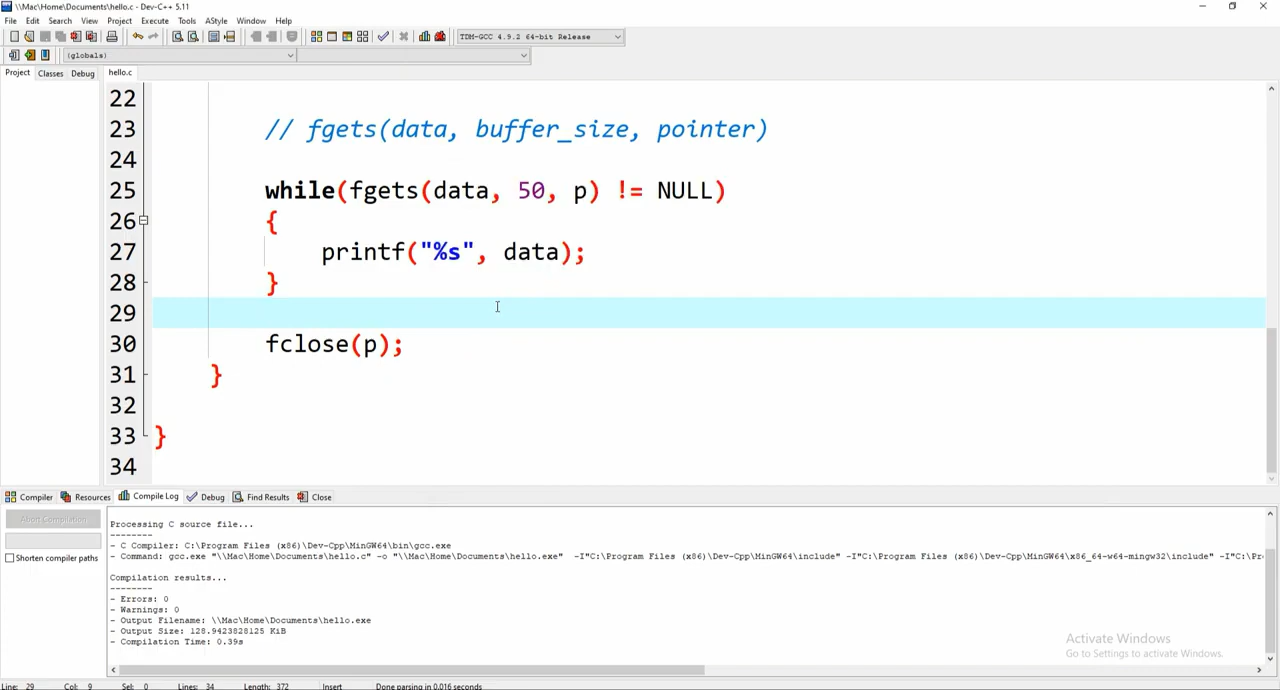 \\Mac\Home\Documents\hello.c - Dev-C++ 5.11
File Edit Search View Project Execute Tools AStyle Window Help
TDM-GCC 4.9.2 64-bit Release
(globals)
Project Classes Debug hello.c
22
23 // fgets(data, buffer_size, pointer)
24
25 while(fgets(data, 50, p) != NULL)
26 {
27 printf("%s", data);
28 }
29
30 fclose(p);
31 }
32
33 }
34
Compiler Resources Compile Log Debug Find Results Close
Abort Compilation
Shorten compiler paths
Processing C source file...
--------
- C Compiler: C:\Program Files (x86)\Dev-Cpp\MinGW64\bin\gcc.exe
- Command: gcc.exe "\\Mac\Home\Documents\hello.c" -o "\\Mac\Home\Documents\hello.exe" -I"C:\Program Files (x86)\Dev-Cpp\MinGW64\include" -I"C:\Program Files (x86)\Dev-Cpp\MinGW64\x86_64-w64-mingw32\include" -I"C:\Pr
Compilation results...
--------
- Errors: 0
- Warnings: 0
- Output Filename: \\Mac\Home\Documents\hello.exe
- Output Size: 128.9423828125 KiB
- Compilation Time: 0.39s
Activate Windows
Go to Settings to activate Windows.
Line: 29 Col: 9 Sel: 0 Lines: 34 Length: 372 Insert Done parsing in 0.016 seconds